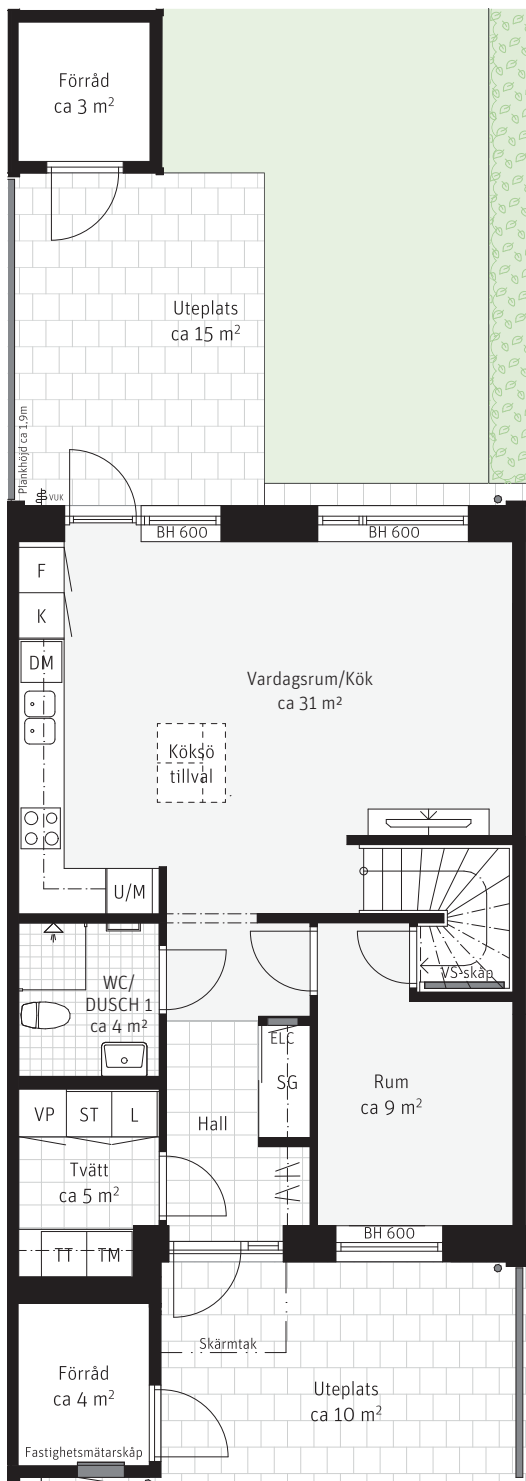 Förråd
ca 3 m²
Uteplats
ca 15 m²
Plankhöjd ca 1.9m
VUK
BH 600
BH 600
F
K
DM
Vardagsrum/Kök
ca 31 m²
Köksö
tillval
U/M
WC/
DUSCH 1
ca 4 m²
VS-skåp
ELC
SG
Rum
ca 9 m²
VP
ST
L
Hall
Tvätt
ca 5 m²
BH 600
TT
TM
Skärmtak
Förråd
ca 4 m²
Uteplats
ca 10 m²
Fastighetsmätarskåp